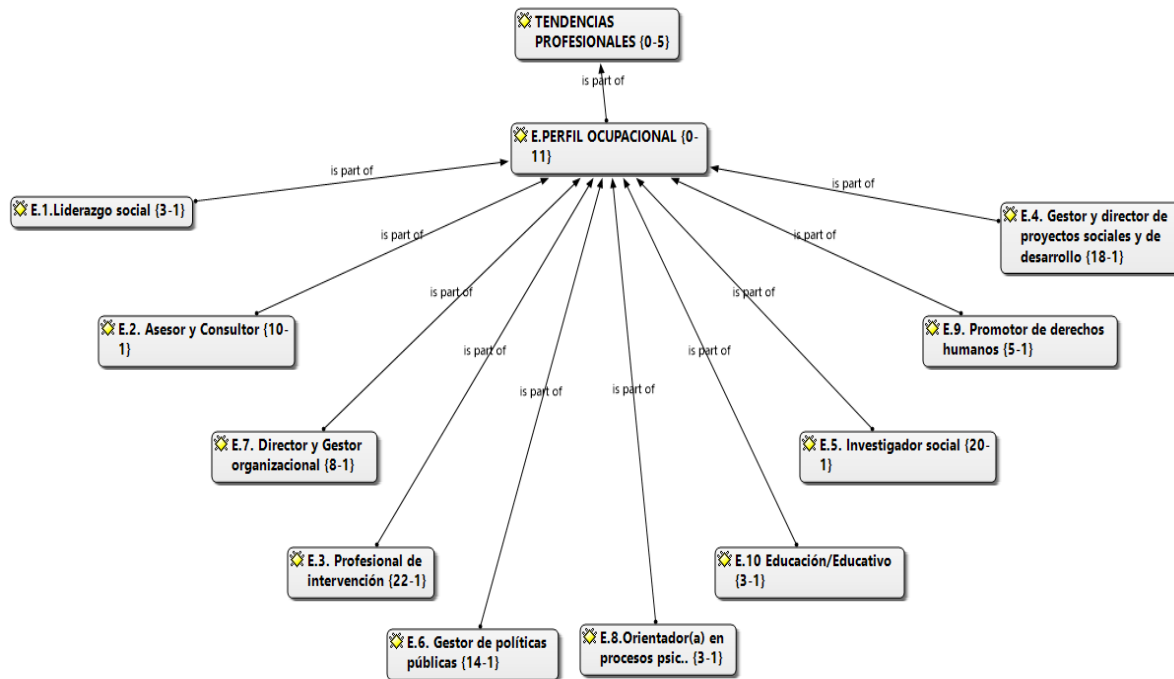 TENDENCIAS
PROFESIONALES {0-5}
is part of
E.PERFIL OCUPACIONAL {0-
11}
is part of
E.1.Liderazgo social {3-1}
is part of
E.4. Gestor y director de
proyectos sociales y de
desarrollo {18-1}
is part of
E.2. Asesor y Consultor {10-
1}
is part of
E.9. Promotor de derechos
humanos {5-1}
is part of
E.7. Director y Gestor
organizacional {8-1}
is part of
E.5. Investigador social {20-
1}
is part of
E.3. Profesional de
intervención {22-1}
is part of
E.10 Educación/Educativo
{3-1}
is part of
E.6. Gestor de políticas
públicas {14-1}
is part of
E.8.Orientador(a) en
procesos psic.. {3-1}
is part of